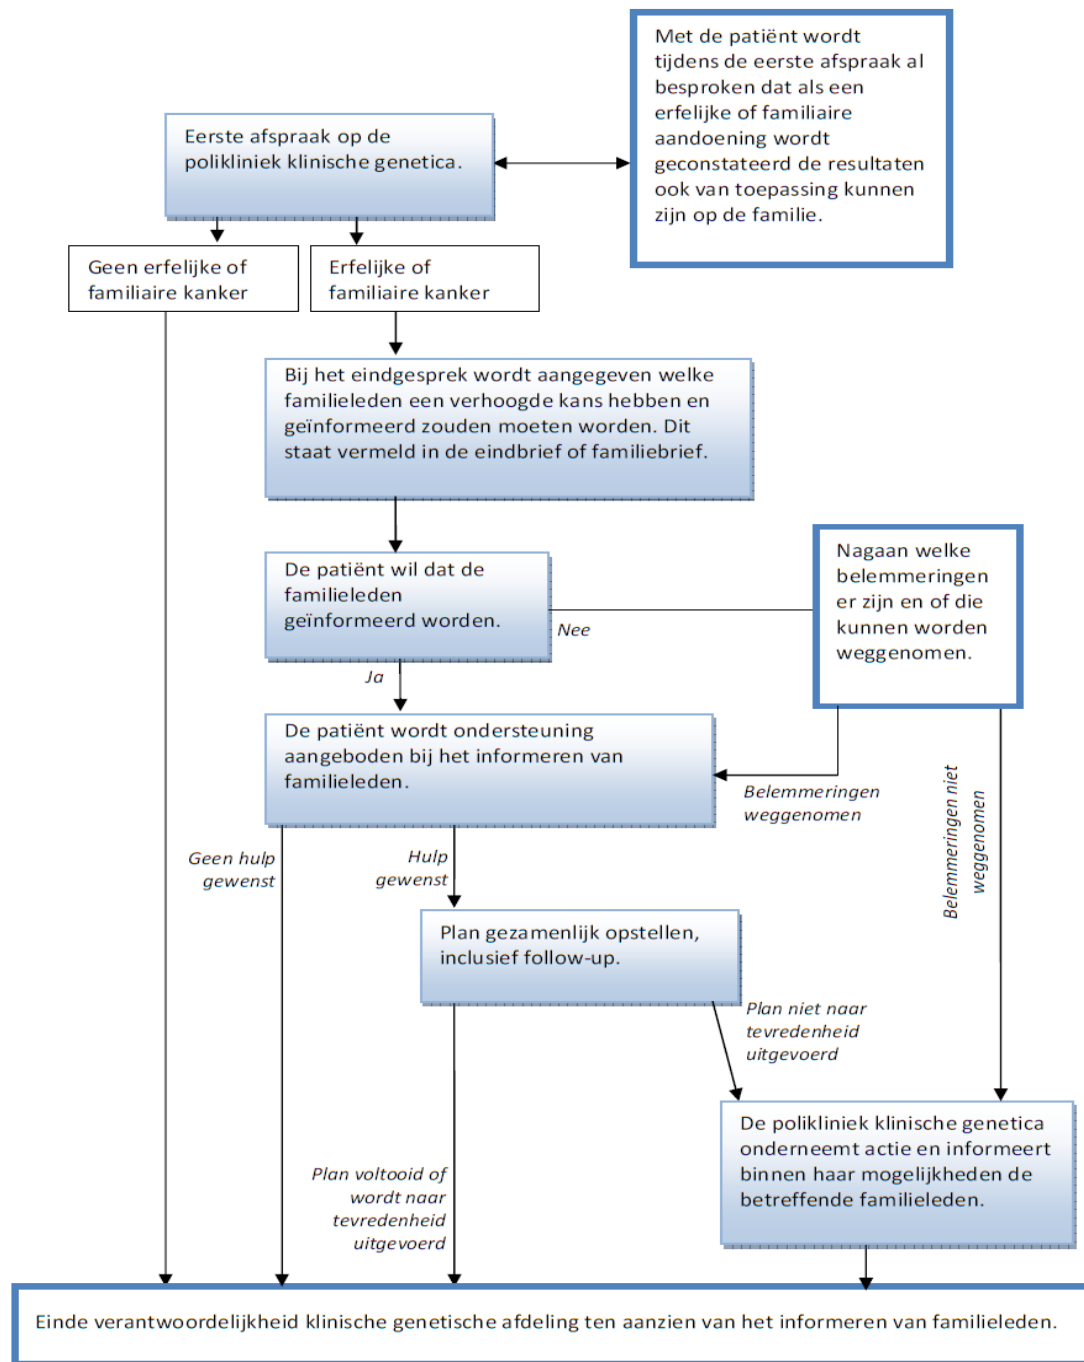 Met de patiënt wordt
tijdens de eerste afspraak al
besproken dat als een
erfelijke of familiaire
aandoening wordt
geconstateerd de resultaten
ook van toepassing kunnen
zijn op de familie.
Eerste afspraak op de
polikliniek klinische genetica.
Geen erfelijke of
familiaire kanker
Erfelijke of
familiaire kanker
Bij het eindgesprek wordt aangegeven welke
familieleden een verhoogde kans hebben en
geïnformeerd zouden moeten worden. Dit
staat vermeld in de eindbrief of familiebrief.
De patiënt wil dat de
familieleden
geïnformeerd worden.
Nee
Nagaan welke
belemmeringen
er zijn en of die
kunnen worden
weggenomen.
Ja
De patiënt wordt ondersteuning
aangeboden bij het informeren van
familieleden.
Belemmeringen
weggenomen
Belemmeringen niet
weggenomen
Geen hulp
gewenst
Hulp
gewenst
Plan gezamenlijk opstellen,
inclusief follow-up.
Plan niet naar
tevredenheid
uitgevoerd
De polikliniek klinische genetica
onderneemt actie en informeert
binnen haar mogelijkheden de
betreffende familieleden.
Plan voltooid of
wordt naar
tevredenheid
uitgevoerd
Einde verantwoordelijkheid klinische genetische afdeling ten aanzien van het informeren van familieleden.